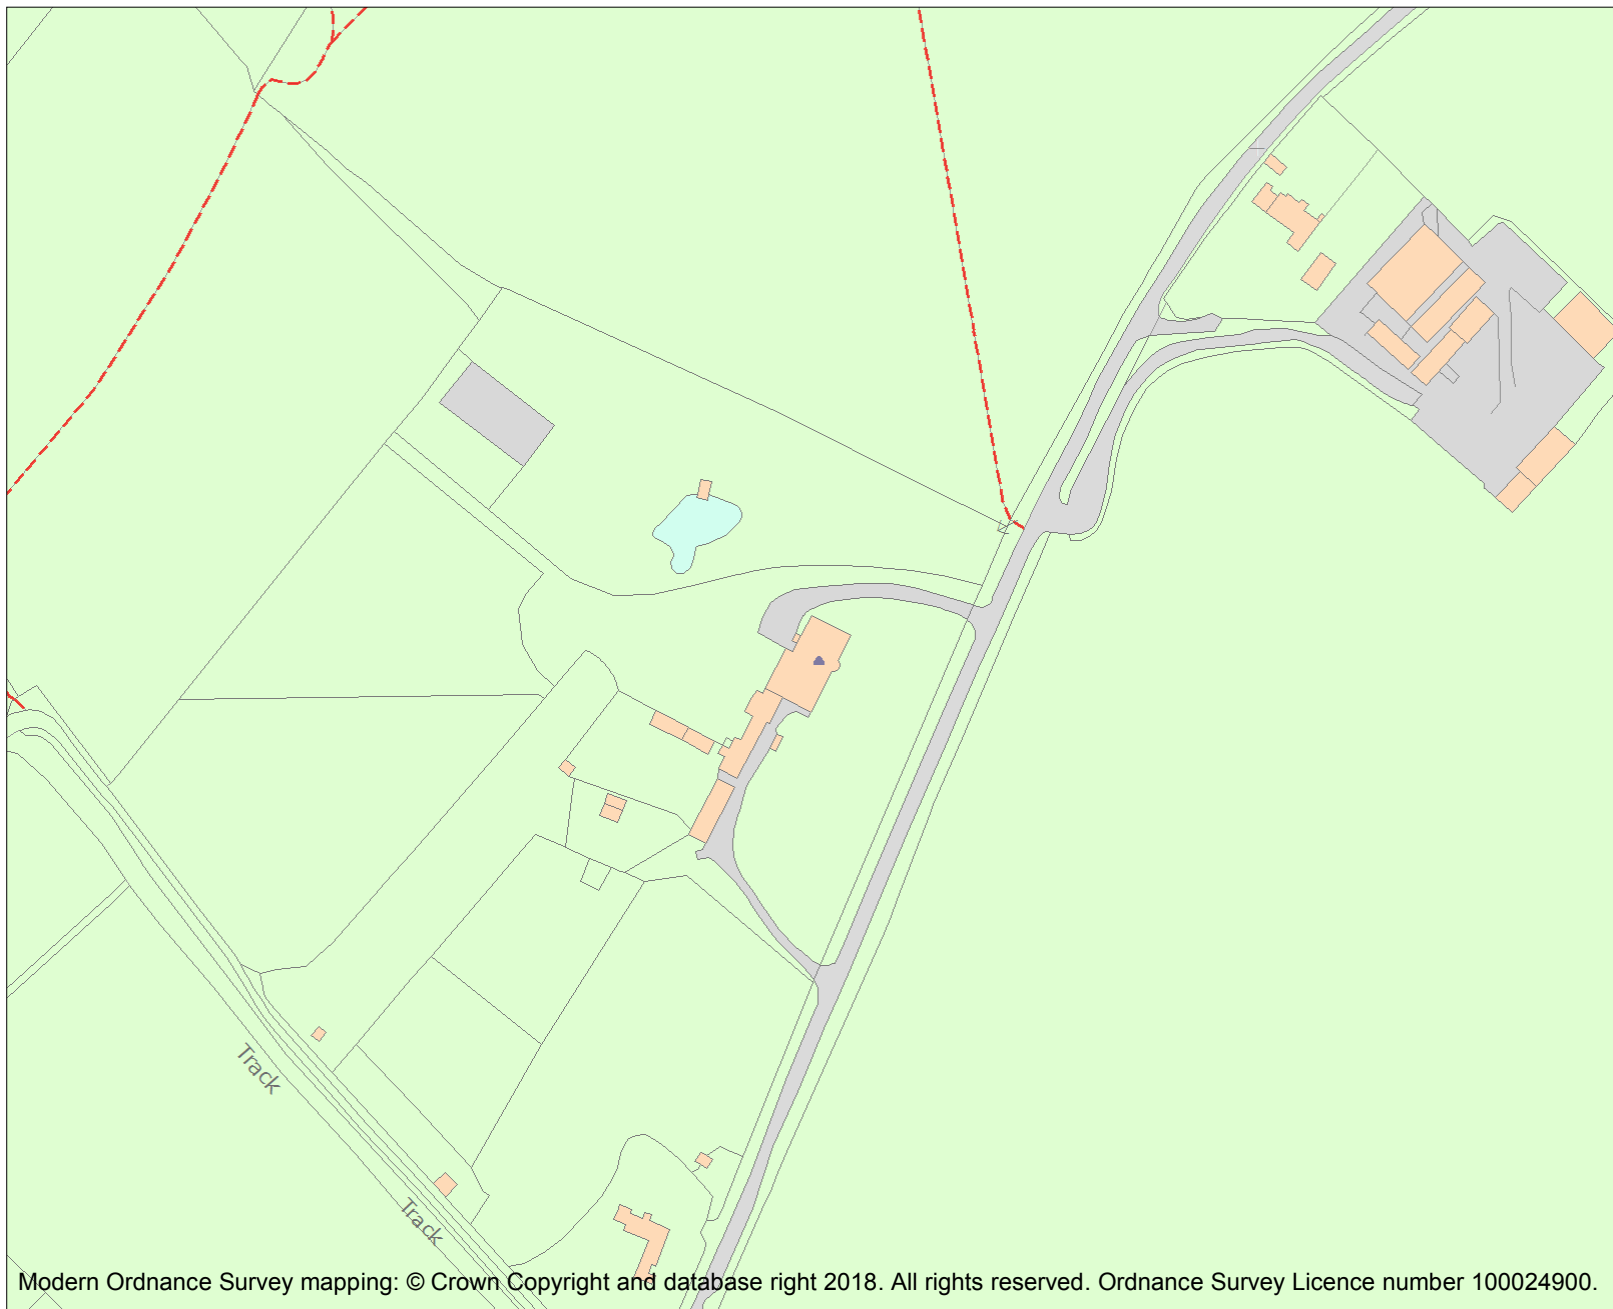 Track
Track
Modern Ordnance Survey mapping: © Crown Copyright and database right 2018. All rights reserved. Ordnance Survey Licence number 100024900.